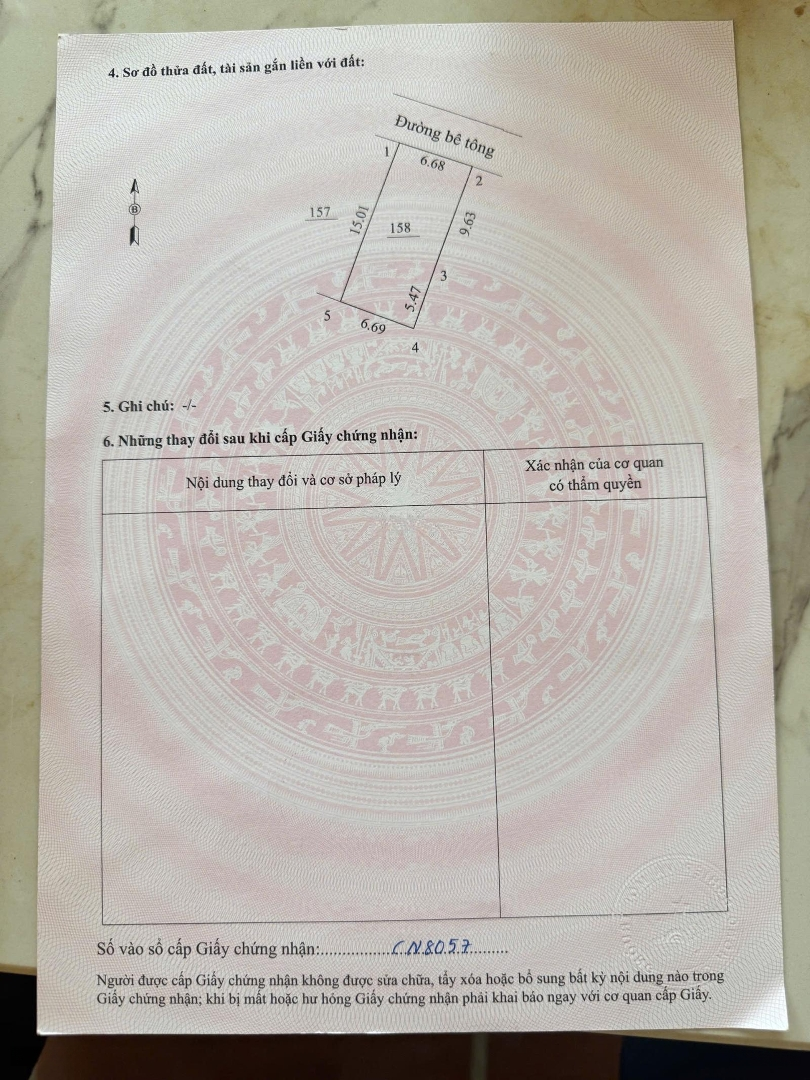 4. Sơ đồ thửa đất, tài sản gắn liền với đất:
Đường bê tông
1
6.68
2
B
157
15.01
158
9.63
3
5.47
5
6.69
4
5. Ghi chú: -/-
6. Những thay đổi sau khi cấp Giấy chứng nhận:
Nội dung thay đổi và cơ sở pháp lý
Xác nhận của cơ quan
có thẩm quyền
Số vào sổ cấp Giấy chứng nhận:....................CN8057.........
Người được cấp Giấy chứng nhận không được sửa chữa, tẩy xóa hoặc bổ sung bất kỳ nội dung nào trong
Giấy chứng nhận; khi bị mất hoặc hư hỏng Giấy chứng nhận phải khai báo ngay với cơ quan cấp Giấy.